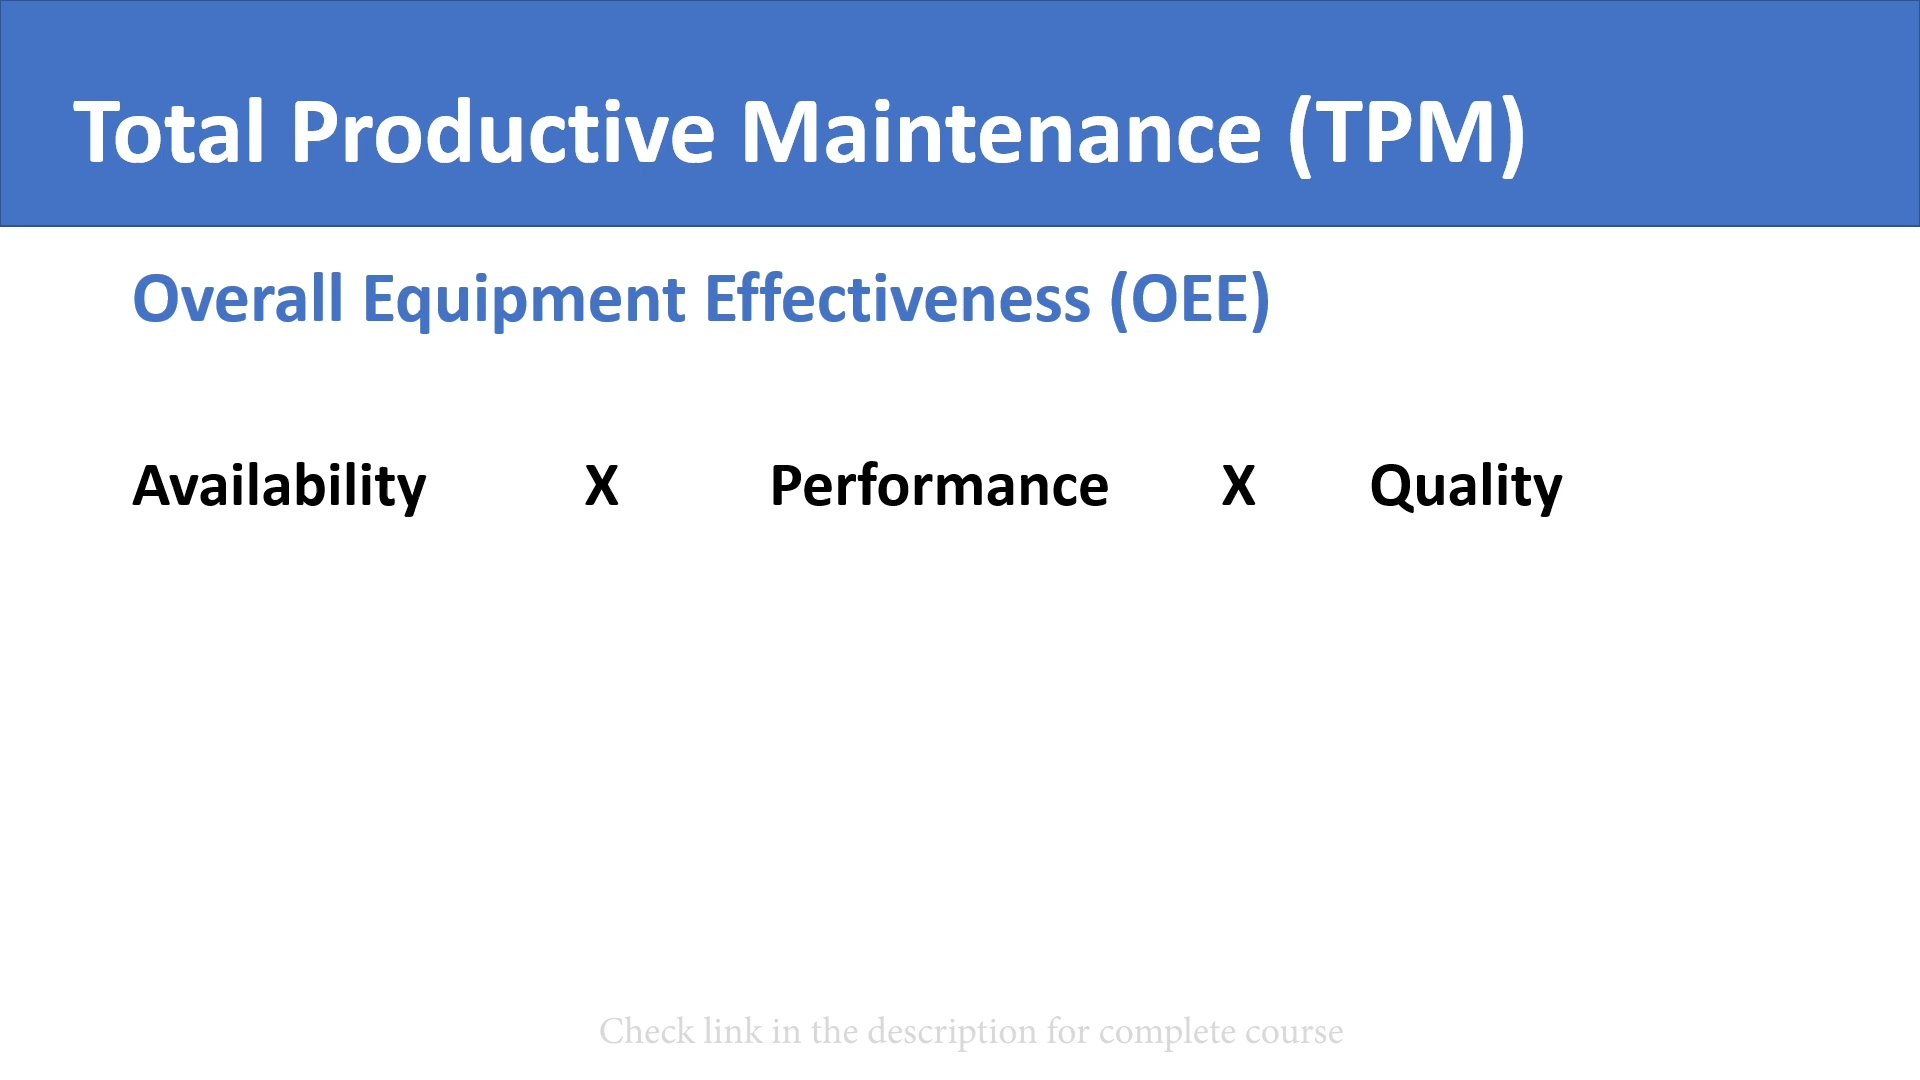 Total Productive Maintenance (TPM)
Overall Equipment Effectiveness (OEE)
Availability X Performance X Quality
Check link in the description for complete course